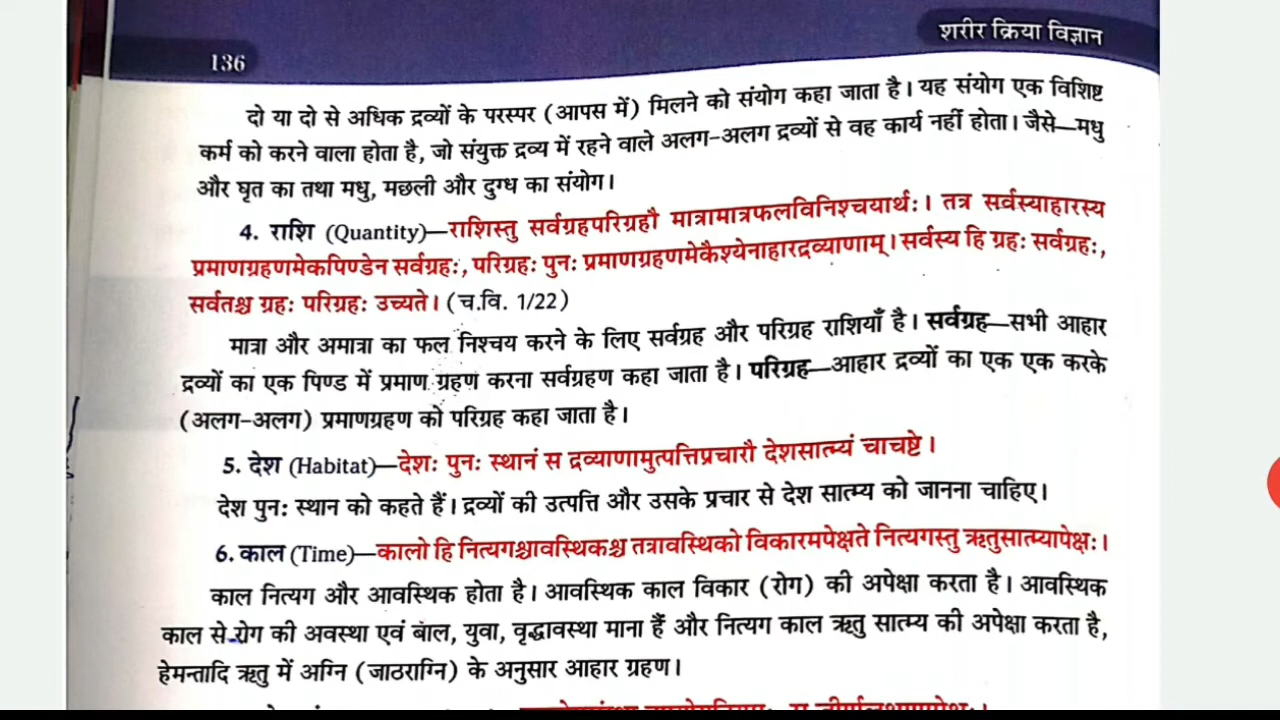 शरीर क्रिया विज्ञान
136
दो या दो से अधिक द्रव्यों के परस्पर (आपस में) मिलने को संयोग कहा जाता है। यह संयोग एक विशिष्ट
कर्म को करने वाला होता है, जो संयुक्त द्रव्य में रहने वाले अलग-अलग द्रव्यों से वह कार्य नहीं होता। जैसे—मधु
और घृत का तथा मधु, मछली और दुग्ध का संयोग।
4. राशि (Quantity)—राशिस्तु सर्वग्रहपरिग्रहौ मात्रामात्रफलविनिश्चयार्थः। तत्र सर्वस्याहारस्य
प्रमाणग्रहणमेकपिण्डेन सर्वग्रहः, परिग्रहः पुनः प्रमाणग्रहणमेकैश्येनाहारद्रव्याणाम्। सर्वस्य हि ग्रहः सर्वग्रहः,
सर्वतश्च ग्रहः परिग्रहः उच्यते। (च.वि. 1/22)
मात्रा और अमात्रा का फल निश्चय करने के लिए सर्वग्रह और परिग्रह राशियाँ है। सर्वग्रह—सभी आहार
द्रव्यों का एक पिण्ड में प्रमाण ग्रहण करना सर्वग्रहण कहा जाता है। परिग्रह—आहार द्रव्यों का एक एक करके
(अलग-अलग) प्रमाणग्रहण को परिग्रह कहा जाता है।
5. देश (Habitat)—देशः पुनः स्थानं स द्रव्याणामुत्पत्तिप्रचारौ देशसात्म्यं चाचष्टे।
देश पुनः स्थान को कहते हैं। द्रव्यों की उत्पत्ति और उसके प्रचार से देश सात्म्य को जानना चाहिए।
6. काल (Time)—कालो हि नित्यगश्चावस्थिकश्च तत्रावस्थिको विकारमपेक्षते नित्यगस्तु ऋतुसात्म्यापेक्षः।
काल नित्यग और आवस्थिक होता है। आवस्थिक काल विकार (रोग) की अपेक्षा करता है। आवस्थिक
काल से रोग की अवस्था एवं बाल, युवा, वृद्धावस्था माना हैं और नित्यग काल ऋतु सात्म्य की अपेक्षा करता है,
हेमन्तादि ऋतु में अग्नि (जाठराग्नि) के अनुसार आहार ग्रहण।